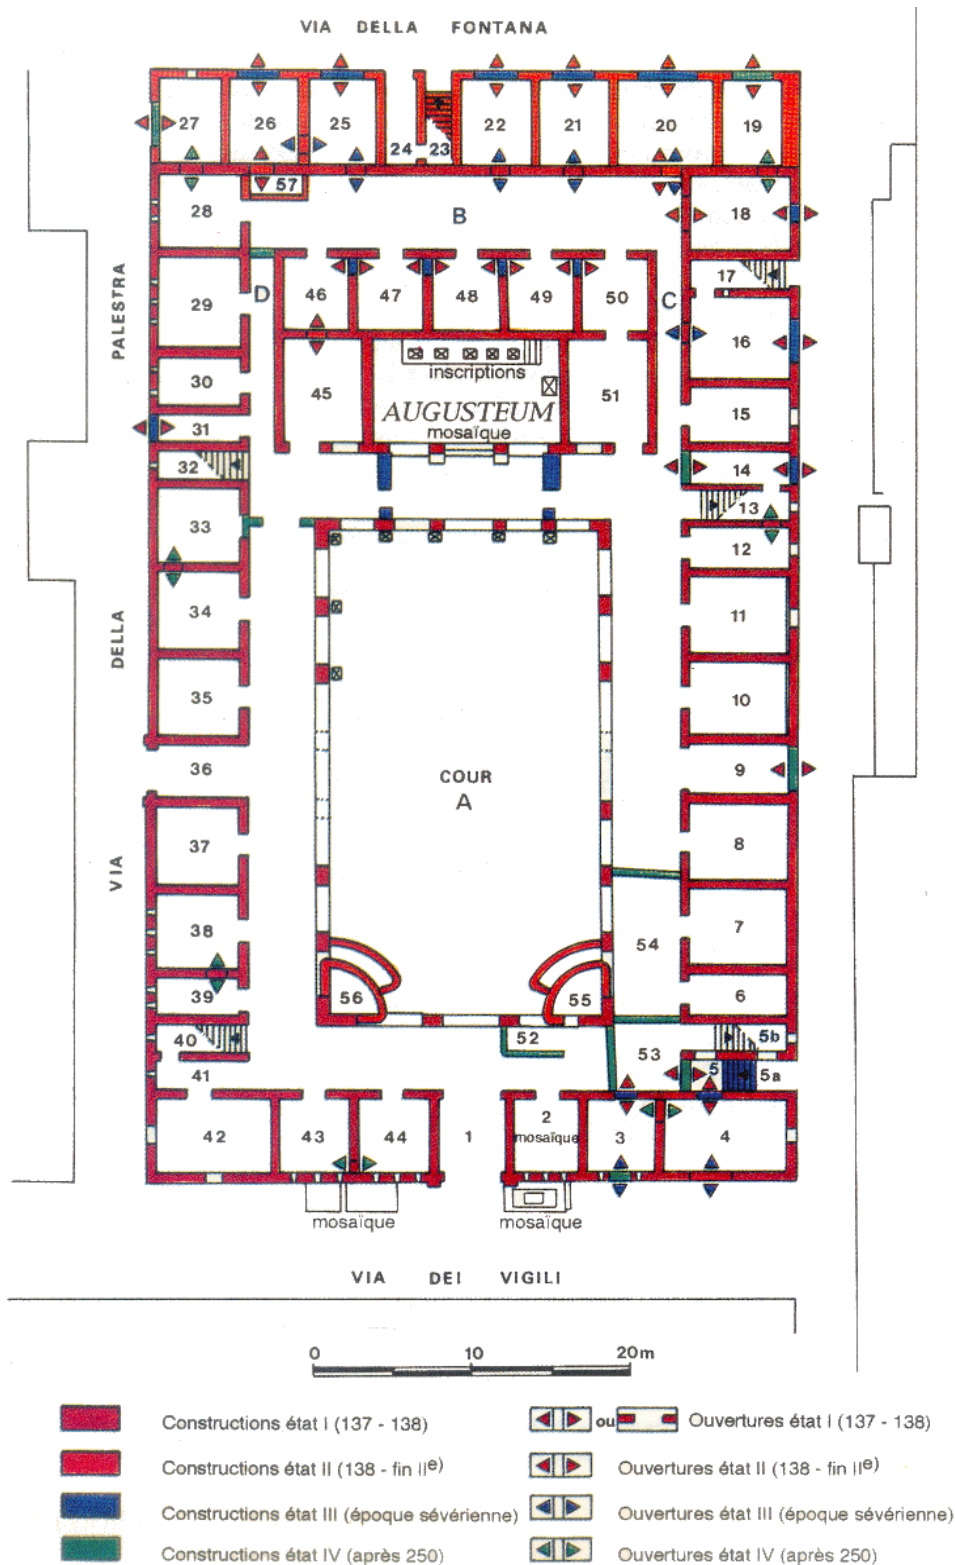 VIA DELLA FONTANA
27 26 25 24 23 22 21 20 19
57
28 B 18
17
D 46 47 48 49 50 C
29 16
30 inscriptions
45 AUGUSTEUM 51 15
mosaïque
31
32 14
13
33 12
34 11
35 10
36 COUR 9
A
37 8
38 54 7
39 56 55 6
40 52 53 5b
41 5 5a
42 43 44 1 2 3 4
mosaïque
mosaïque mosaïque
VIA DELLA PALESTRA
VIA DEI VIGILI
0 10 20m
Constructions état I (137 - 138)
ou Ouvertures état I (137 - 138)
Constructions état II (138 - fin IIe)
Ouvertures état II (138 - fin IIe)
Constructions état III (époque sévérienne)
Ouvertures état III (époque sévérienne)
Constructions état IV (après 250)
Ouvertures état IV (après 250)